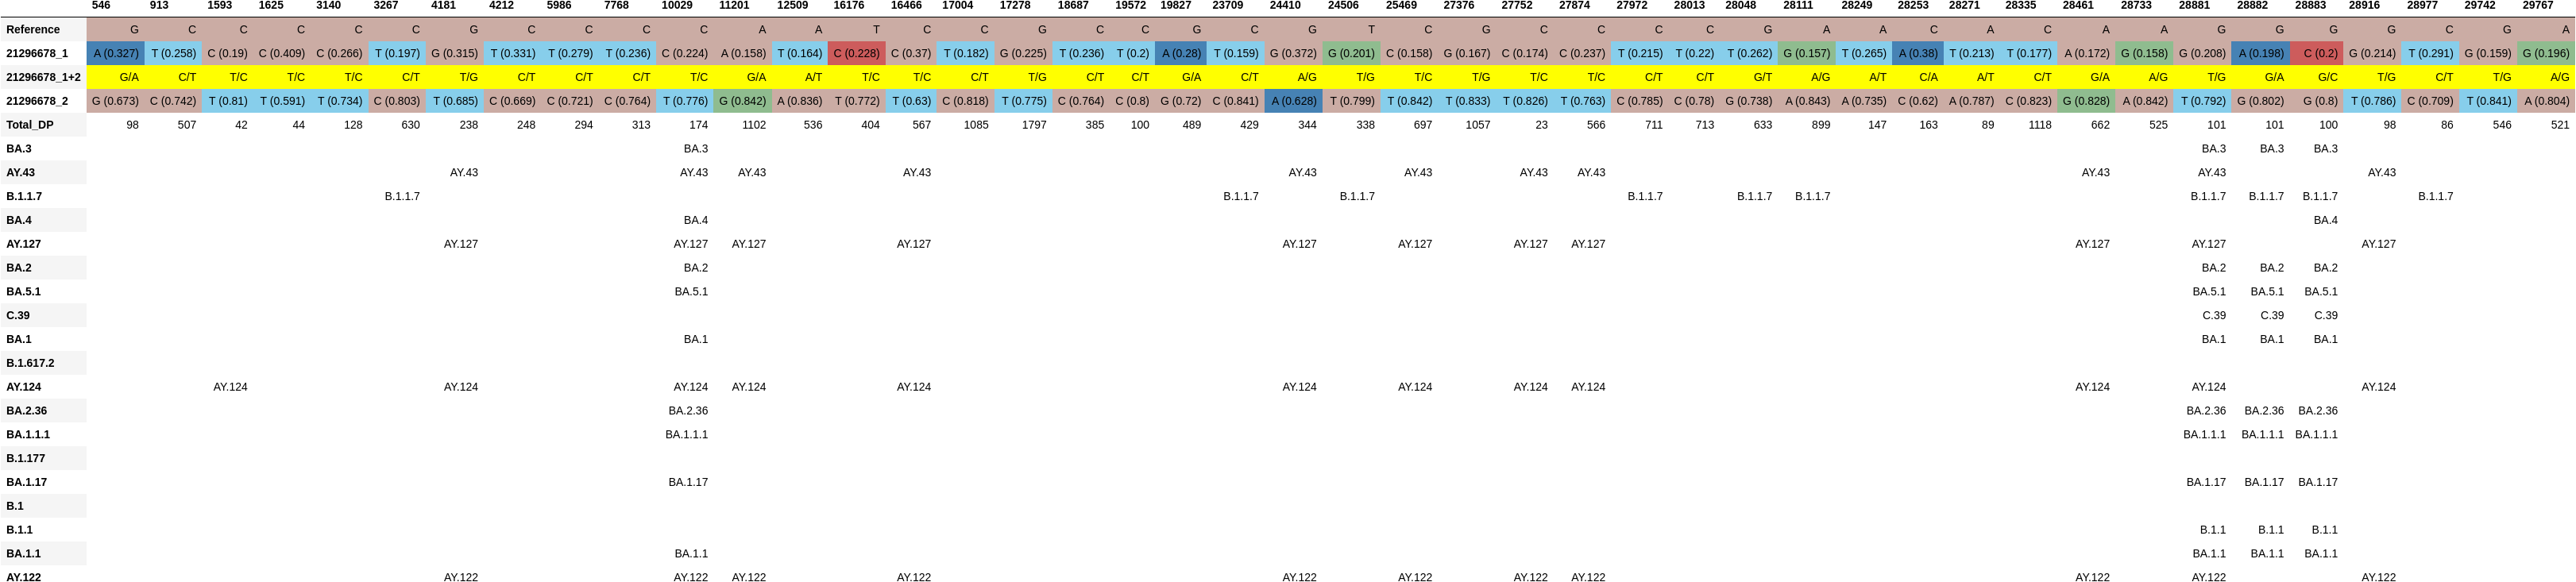 546 913 1593 1625 3140 3267 4181 4212 5986 7768 10029 11201 12509 16176 16466 17004 17278 18687 19572 19827 23709 24410 24506 25469 27376 27752 27874 27972 28013 28048 28111 28249 28253 28271 28335 28461 28733 28881 28882 28883 28916 28977 29742 29767
Reference G C C C C C G C C C C A A T C C G C C G C G T C G C C C C G A A C A C A A G G G G C G A
21296678_1 A (0.327) T (0.258) C (0.19) C (0.409) C (0.266) T (0.197) G (0.315) T (0.331) T (0.279) T (0.236) C (0.224) A (0.158) T (0.164) C (0.228) C (0.37) T (0.182) G (0.225) T (0.236) T (0.2) A (0.28) T (0.159) G (0.372) G (0.201) C (0.158) G (0.167) C (0.174) C (0.237) T (0.215) T (0.22) T (0.262) G (0.157) T (0.265) A (0.38) T (0.213) T (0.177) A (0.172) G (0.158) G (0.208) A (0.198) C (0.2) G (0.214) T (0.291) G (0.159) G (0.196)
21296678_1+2 G/A C/T T/C T/C T/C C/T T/G C/T C/T C/T T/C G/A A/T T/C T/C C/T T/G C/T C/T G/A C/T A/G T/G T/C T/G T/C T/C C/T C/T G/T A/G A/T C/A A/T C/T G/A A/G T/G G/A G/C T/G C/T T/G A/G
21296678_2 G (0.673) C (0.742) T (0.81) T (0.591) T (0.734) C (0.803) T (0.685) C (0.669) C (0.721) C (0.764) T (0.776) G (0.842) A (0.836) T (0.772) T (0.63) C (0.818) T (0.775) C (0.764) C (0.8) G (0.72) C (0.841) A (0.628) T (0.799) T (0.842) T (0.833) T (0.826) T (0.763) C (0.785) C (0.78) G (0.738) A (0.843) A (0.735) C (0.62) A (0.787) C (0.823) G (0.828) A (0.842) T (0.792) G (0.802) G (0.8) T (0.786) C (0.709) T (0.841) A (0.804)
Total_DP 98 507 42 44 128 630 238 248 294 313 174 1102 536 404 567 1085 1797 385 100 489 429 344 338 697 1057 23 566 711 713 633 899 147 163 89 1118 662 525 101 101 100 98 86 546 521
BA.3 BA.3 BA.3 BA.3 BA.3
AY.43 AY.43 AY.43 AY.43 AY.43 AY.43 AY.43 AY.43 AY.43 AY.43 AY.43 AY.43
B.1.1.7 B.1.1.7 B.1.1.7 B.1.1.7 B.1.1.7 B.1.1.7 B.1.1.7 B.1.1.7 B.1.1.7 B.1.1.7 B.1.1.7
BA.4 BA.4 BA.4
AY.127 AY.127 AY.127 AY.127 AY.127 AY.127 AY.127 AY.127 AY.127 AY.127 AY.127 AY.127
BA.2 BA.2 BA.2 BA.2 BA.2
BA.5.1 BA.5.1 BA.5.1 BA.5.1 BA.5.1
C.39 C.39 C.39 C.39
BA.1 BA.1 BA.1 BA.1 BA.1
B.1.617.2
AY.124 AY.124 AY.124 AY.124 AY.124 AY.124 AY.124 AY.124 AY.124 AY.124 AY.124 AY.124 AY.124
BA.2.36 BA.2.36 BA.2.36 BA.2.36 BA.2.36
BA.1.1.1 BA.1.1.1 BA.1.1.1 BA.1.1.1 BA.1.1.1
B.1.177
BA.1.17 BA.1.17 BA.1.17 BA.1.17 BA.1.17
B.1
B.1.1 B.1.1 B.1.1 B.1.1
BA.1.1 BA.1.1 BA.1.1 BA.1.1 BA.1.1
AY.122 AY.122 AY.122 AY.122 AY.122 AY.122 AY.122 AY.122 AY.122 AY.122 AY.122 AY.122